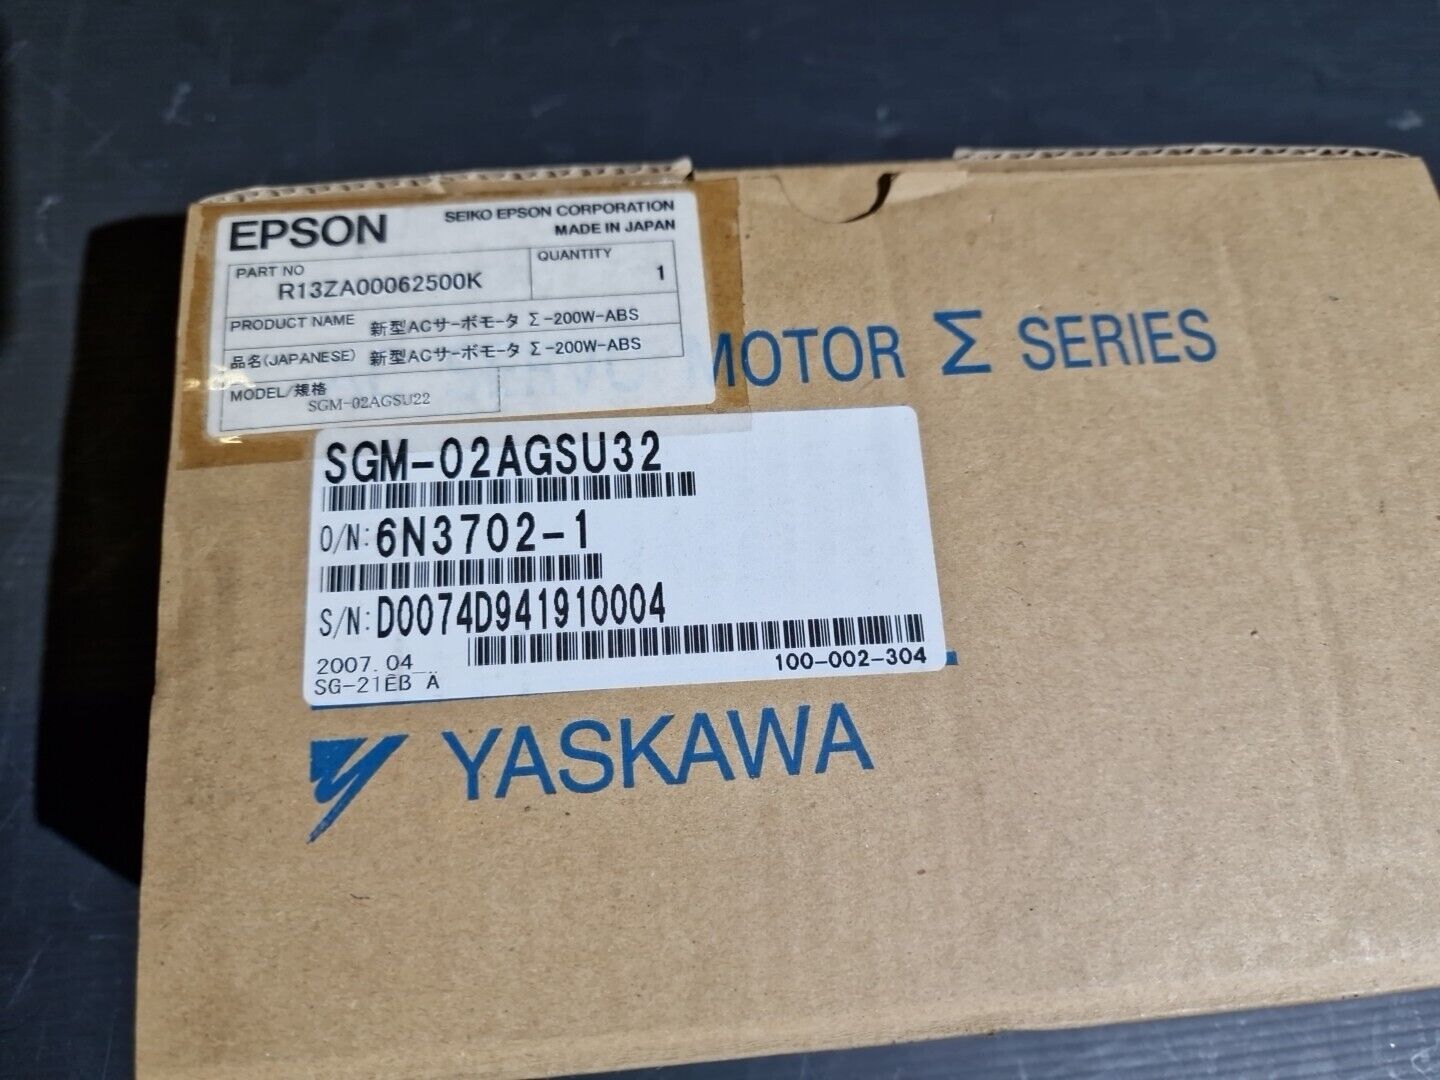 EPSON
SEIKO EPSON CORPORATION
MADE IN JAPAN
PART NO
R13ZA00062500K
QUANTITY
1
PRODUCT NAME 新型ACサーボモータ Σ-200W-ABS
品名(JAPANESE) 新型ACサーボモータ Σ-200W-ABS
MODEL/規格
SGM-02AGSU22
MOTOR Σ SERIES
SGM-02AGSU32
O/N: 6N3702-1
S/N: D0074D941910004
2007. 04
SG-21ÊB Ä
100-002-304
YASKAWA